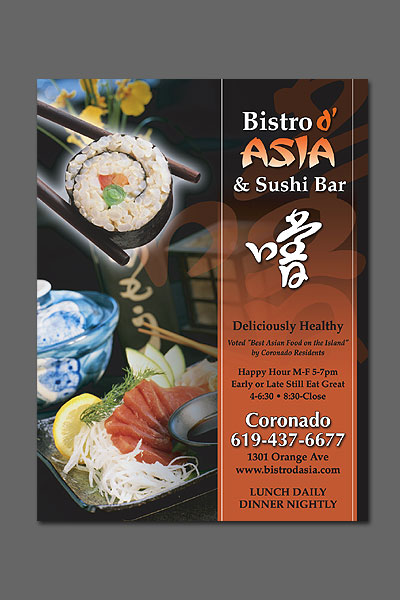 Bistro d'
ASIA
& Sushi Bar
嚐
Deliciously Healthy
Voted "Best Asian Food on the Island"
by Coronado Residents
Happy Hour M-F 5-7pm
Early or Late Still Eat Great
4-6:30 • 8:30-Close
Coronado
619-437-6677
1301 Orange Ave
www.bistrodasia.com
LUNCH DAILY
DINNER NIGHTLY